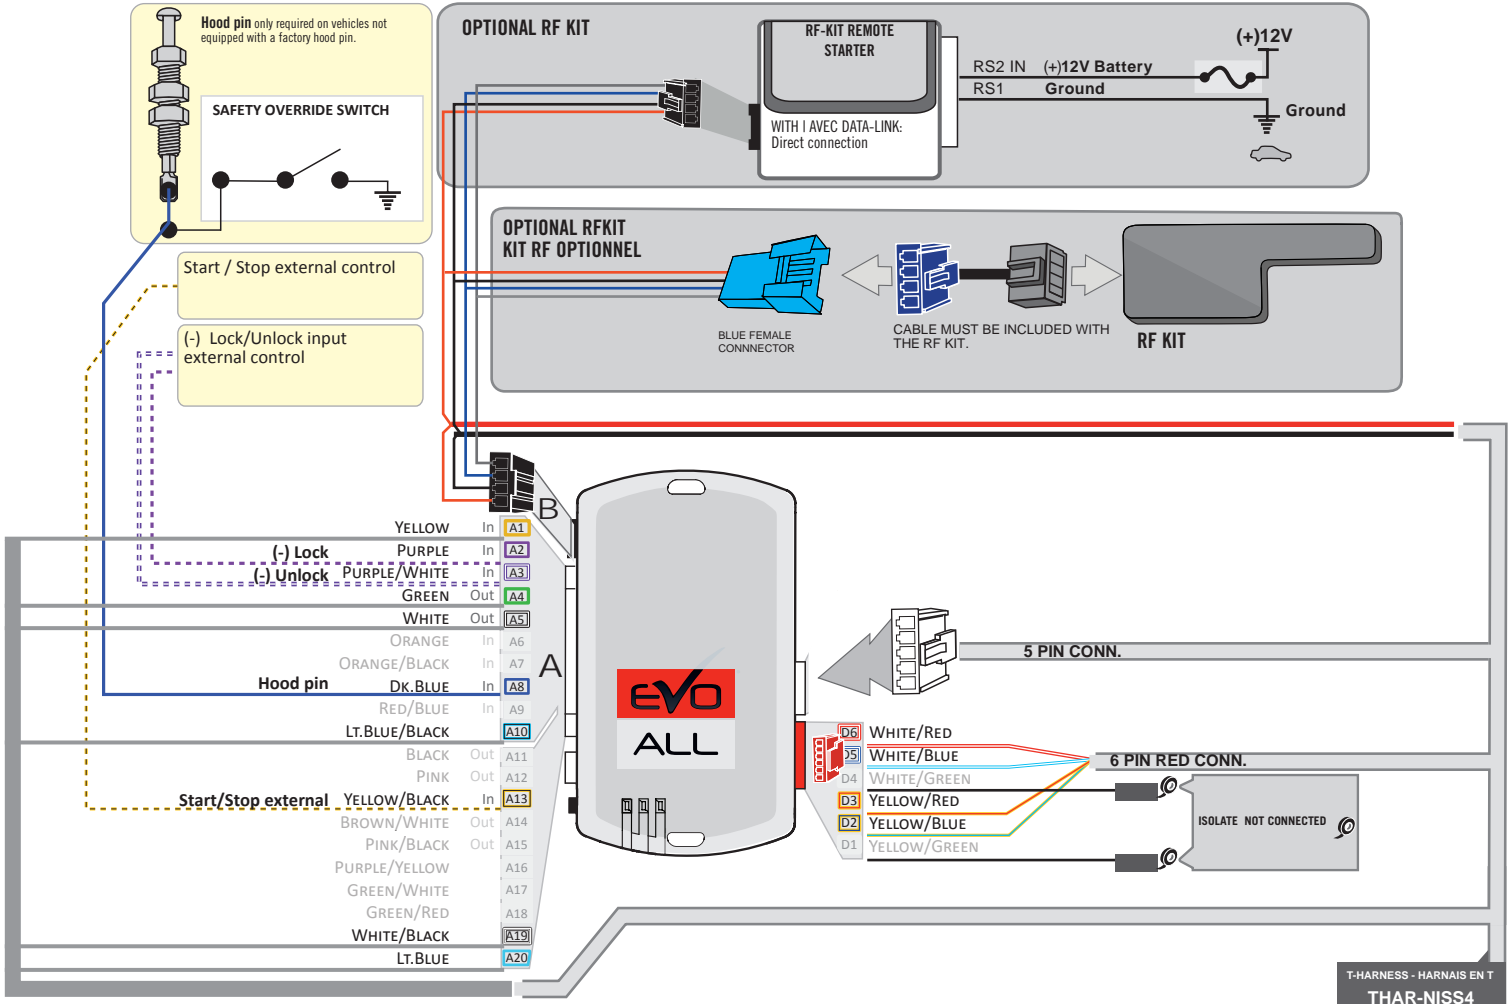 Hood pin only required on vehicles not
equipped with a factory hood pin.
SAFETY OVERRIDE SWITCH
OPTIONAL RF KIT
RF-KIT REMOTE
STARTER
WITH I AVEC DATA-LINK:
Direct connection
RS2 IN (+)12V Battery
RS1 Ground
(+)12V
Ground
OPTIONAL RFKIT
KIT RF OPTIONNEL
BLUE FEMALE
CONNNECTOR
CABLE MUST BE INCLUDED WITH
THE RF KIT.
RF KIT
Start / Stop external control
(-) Lock/Unlock input
external control
B
A
YELLOW In A1
(-) Lock PURPLE In A2
(-) Unlock PURPLE/WHITE In A3
GREEN Out A4
WHITE Out A5
ORANGE In A6
ORANGE/BLACK In A7
Hood pin DK.BLUE In A8
RED/BLUE In A9
LT.BLUE/BLACK A10
BLACK Out A11
PINK Out A12
Start/Stop external YELLOW/BLACK In A13
BROWN/WHITE Out A14
PINK/BLACK Out A15
PURPLE/YELLOW A16
GREEN/WHITE A17
GREEN/RED A18
WHITE/BLACK A19
LT.BLUE A20
EVO
ALL
5 PIN CONN.
D6 WHITE/RED
D5 WHITE/BLUE
D4 WHITE/GREEN
D3 YELLOW/RED
D2 YELLOW/BLUE
D1 YELLOW/GREEN
6 PIN RED CONN.
ISOLATE NOT CONNECTED
T-HARNESS - HARNAIS EN T
THAR-NISS4